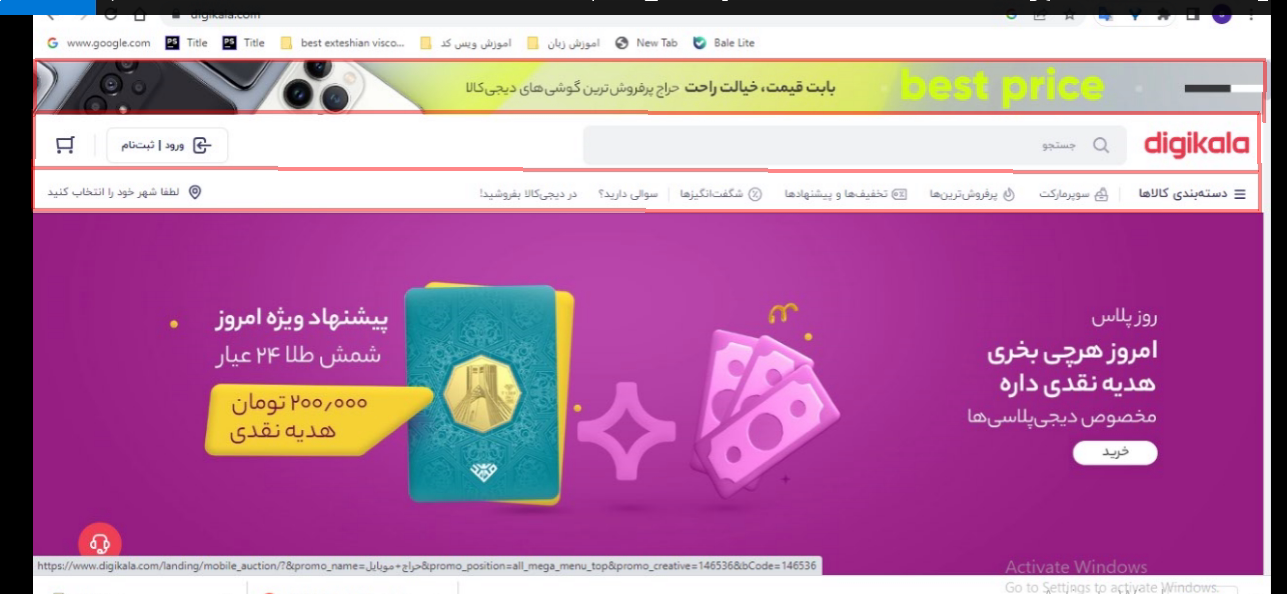 digikala.com
www.google.com
Title
Title
best exteshian visco...
اموزش ویس کد
اموزش زبان
New Tab
Bale Lite
best price
بابت قیمت، خیالت راحت حراج پرفروش‌ترین گوشی‌های دیجی‌کالا
digikala
جستجو
ورود | ثبت‌نام
دسته‌بندی کالاها
سوپرمارکت
پرفروش‌ترین‌ها
تخفیف‌ها و پیشنهادها
شگفت‌انگیزها
سوالی دارید؟
در دیجی‌کالا بفروشید!
لطفا شهر خود را انتخاب کنید
روز پلاس
امروز هرچی بخری
هدیه نقدی داره
مخصوص دیجی‌پلاسی‌ها
خرید
پیشنهاد ویژه امروز
شمش طلا ۲۴ عیار
۲۰۰٫۰۰۰ تومان
هدیه نقدی
https://www.digikala.com/landing/mobile_auction/?&promo_name=حراج+موبایل&promo_position=all_mega_menu_top&promo_creative=146536&bCode=146536
Activate Windows
Go to Settings to activate Windows.